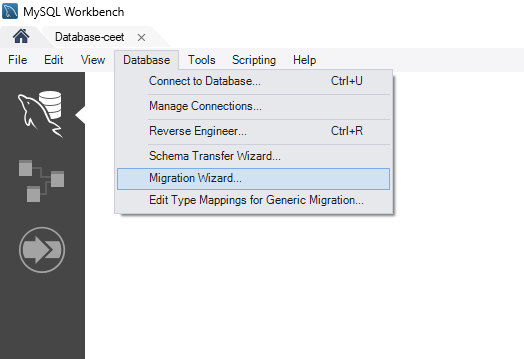 MySQL Workbench
Database-ceet
File Edit View Database Tools Scripting Help
Connect to Database... Ctrl+U
Manage Connections...
Reverse Engineer... Ctrl+R
Schema Transfer Wizard...
Migration Wizard...
Edit Type Mappings for Generic Migration...